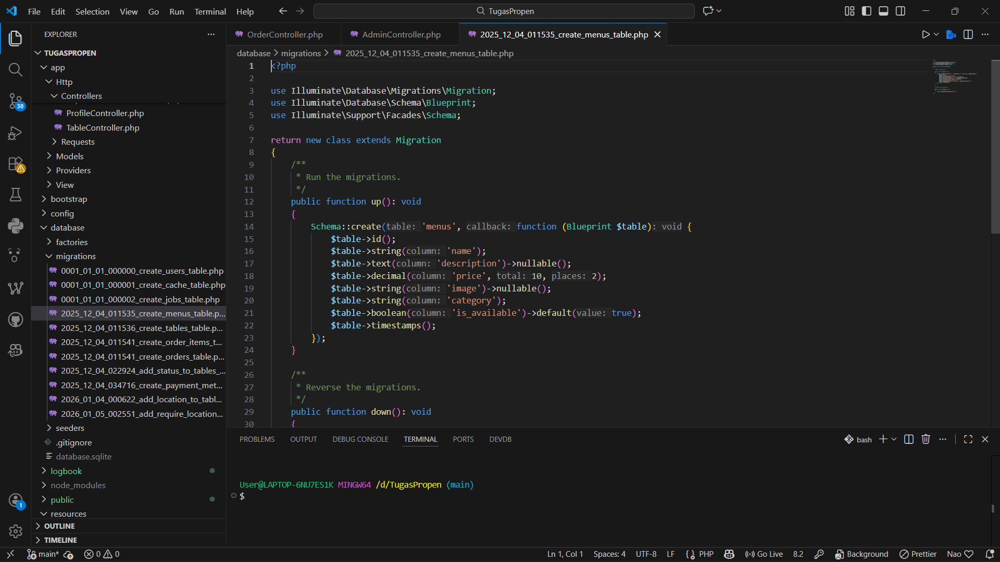 File Edit Selection View Go Run Terminal Help
TugasPropen
EXPLORER
TUGASPROPEN
app
Http
Controllers
ProfileController.php
TableController.php
Requests
Models
Providers
View
bootstrap
config
database
factories
migrations
0001_01_01_000000_create_users_table.php
0001_01_01_000001_create_cache_table.php
0001_01_01_000002_create_jobs_table.php
2025_12_04_011535_create_menus_table.p...
2025_12_04_011536_create_tables_table.p...
2025_12_04_011541_create_order_items_t...
2025_12_04_011541_create_orders_table.p...
2025_12_04_022924_add_status_to_tables_...
2025_12_04_034716_create_payment_met...
2026_01_04_000622_add_location_to_tabl...
2026_01_05_002551_add_require_location...
seeders
.gitignore
database.sqlite
logbook
node_modules
public
resources
OUTLINE
TIMELINE
38
1
OrderController.php
AdminController.php
2025_12_04_011535_create_menus_table.php
database > migrations > 2025_12_04_011535_create_menus_table.php
1 <?php
2
3 use Illuminate\Database\Migrations\Migration;
4 use Illuminate\Database\Schema\Blueprint;
5 use Illuminate\Support\Facades\Schema;
6
7 return new class extends Migration
8 {
9 /**
10 * Run the migrations.
11 */
12 public function up(): void
13 {
14 Schema::create(table: 'menus', callback: function (Blueprint $table): void {
15 $table->id();
16 $table->string(column: 'name');
17 $table->text(column: 'description')->nullable();
18 $table->decimal(column: 'price', total: 10, places: 2);
19 $table->string(column: 'image')->nullable();
20 $table->string(column: 'category');
21 $table->boolean(column: 'is_available')->default(value: true);
22 $table->timestamps();
23 });
24 }
25
26 /**
27 * Reverse the migrations.
28 */
29 public function down(): void
30 {
PROBLEMS OUTPUT DEBUG CONSOLE TERMINAL PORTS DEVDB
bash
User@LAPTOP-6NU7ES1K MINGW64 /d/TugasPropen (main)
$
main* 0 0
Ln 1, Col 1 Spaces: 4 UTF-8 LF PHP Go Live 8.2 Background Prettier Nao